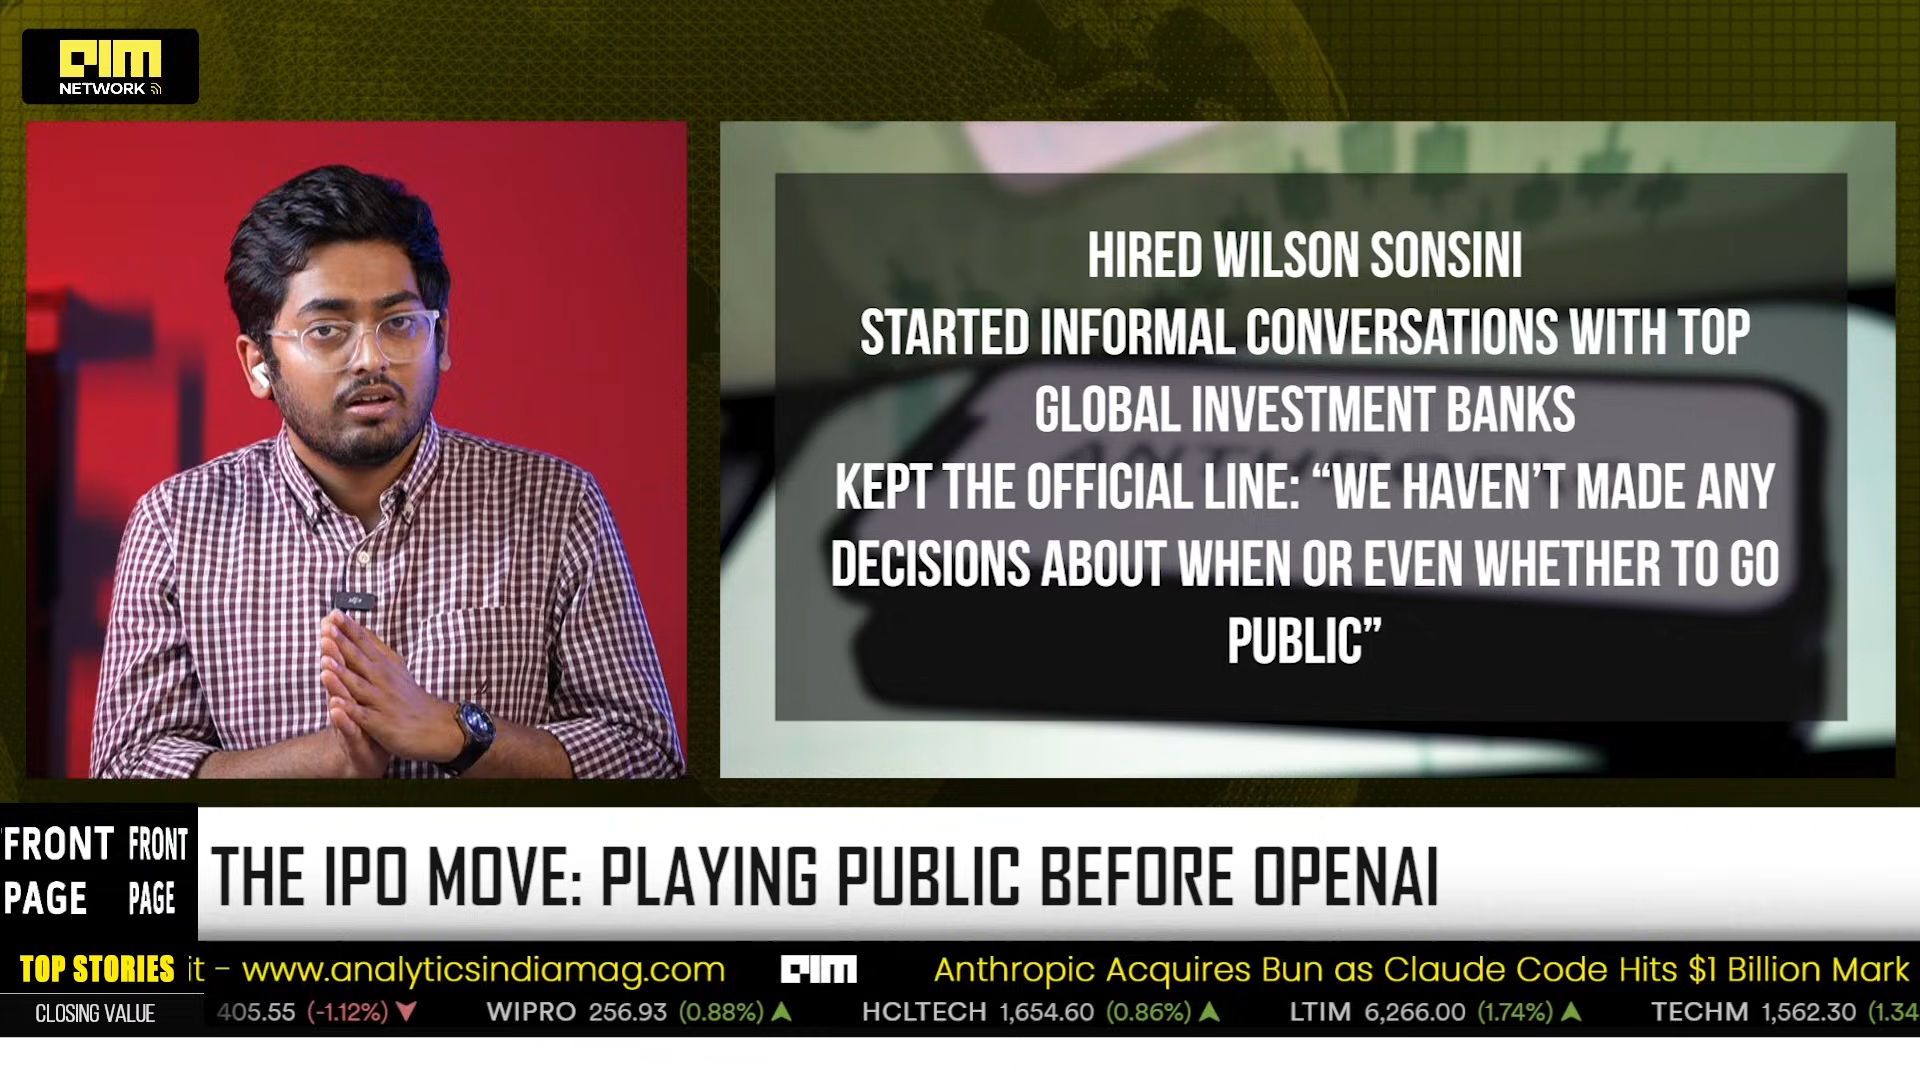 AIM
NETWORK
HIRED WILSON SONSINI
STARTED INFORMAL CONVERSATIONS WITH TOP
GLOBAL INVESTMENT BANKS
KEPT THE OFFICIAL LINE: “WE HAVEN’T MADE ANY
DECISIONS ABOUT WHEN OR EVEN WHETHER TO GO
PUBLIC”
FRONT FRONT
PAGE PAGE
THE IPO MOVE: PLAYING PUBLIC BEFORE OPENAI
TOP STORIES it - www.analyticsindiamag.com AIM Anthropic Acquires Bun as Claude Code Hits $1 Billion Mark
CLOSING VALUE 405.55 (-1.12%) ▼ WIPRO 256.93 (0.88%) ▲ HCLTECH 1,654.60 (0.86%) ▲ LTIM 6,266.00 (1.74%) ▲ TECHM 1,562.30 (1.34